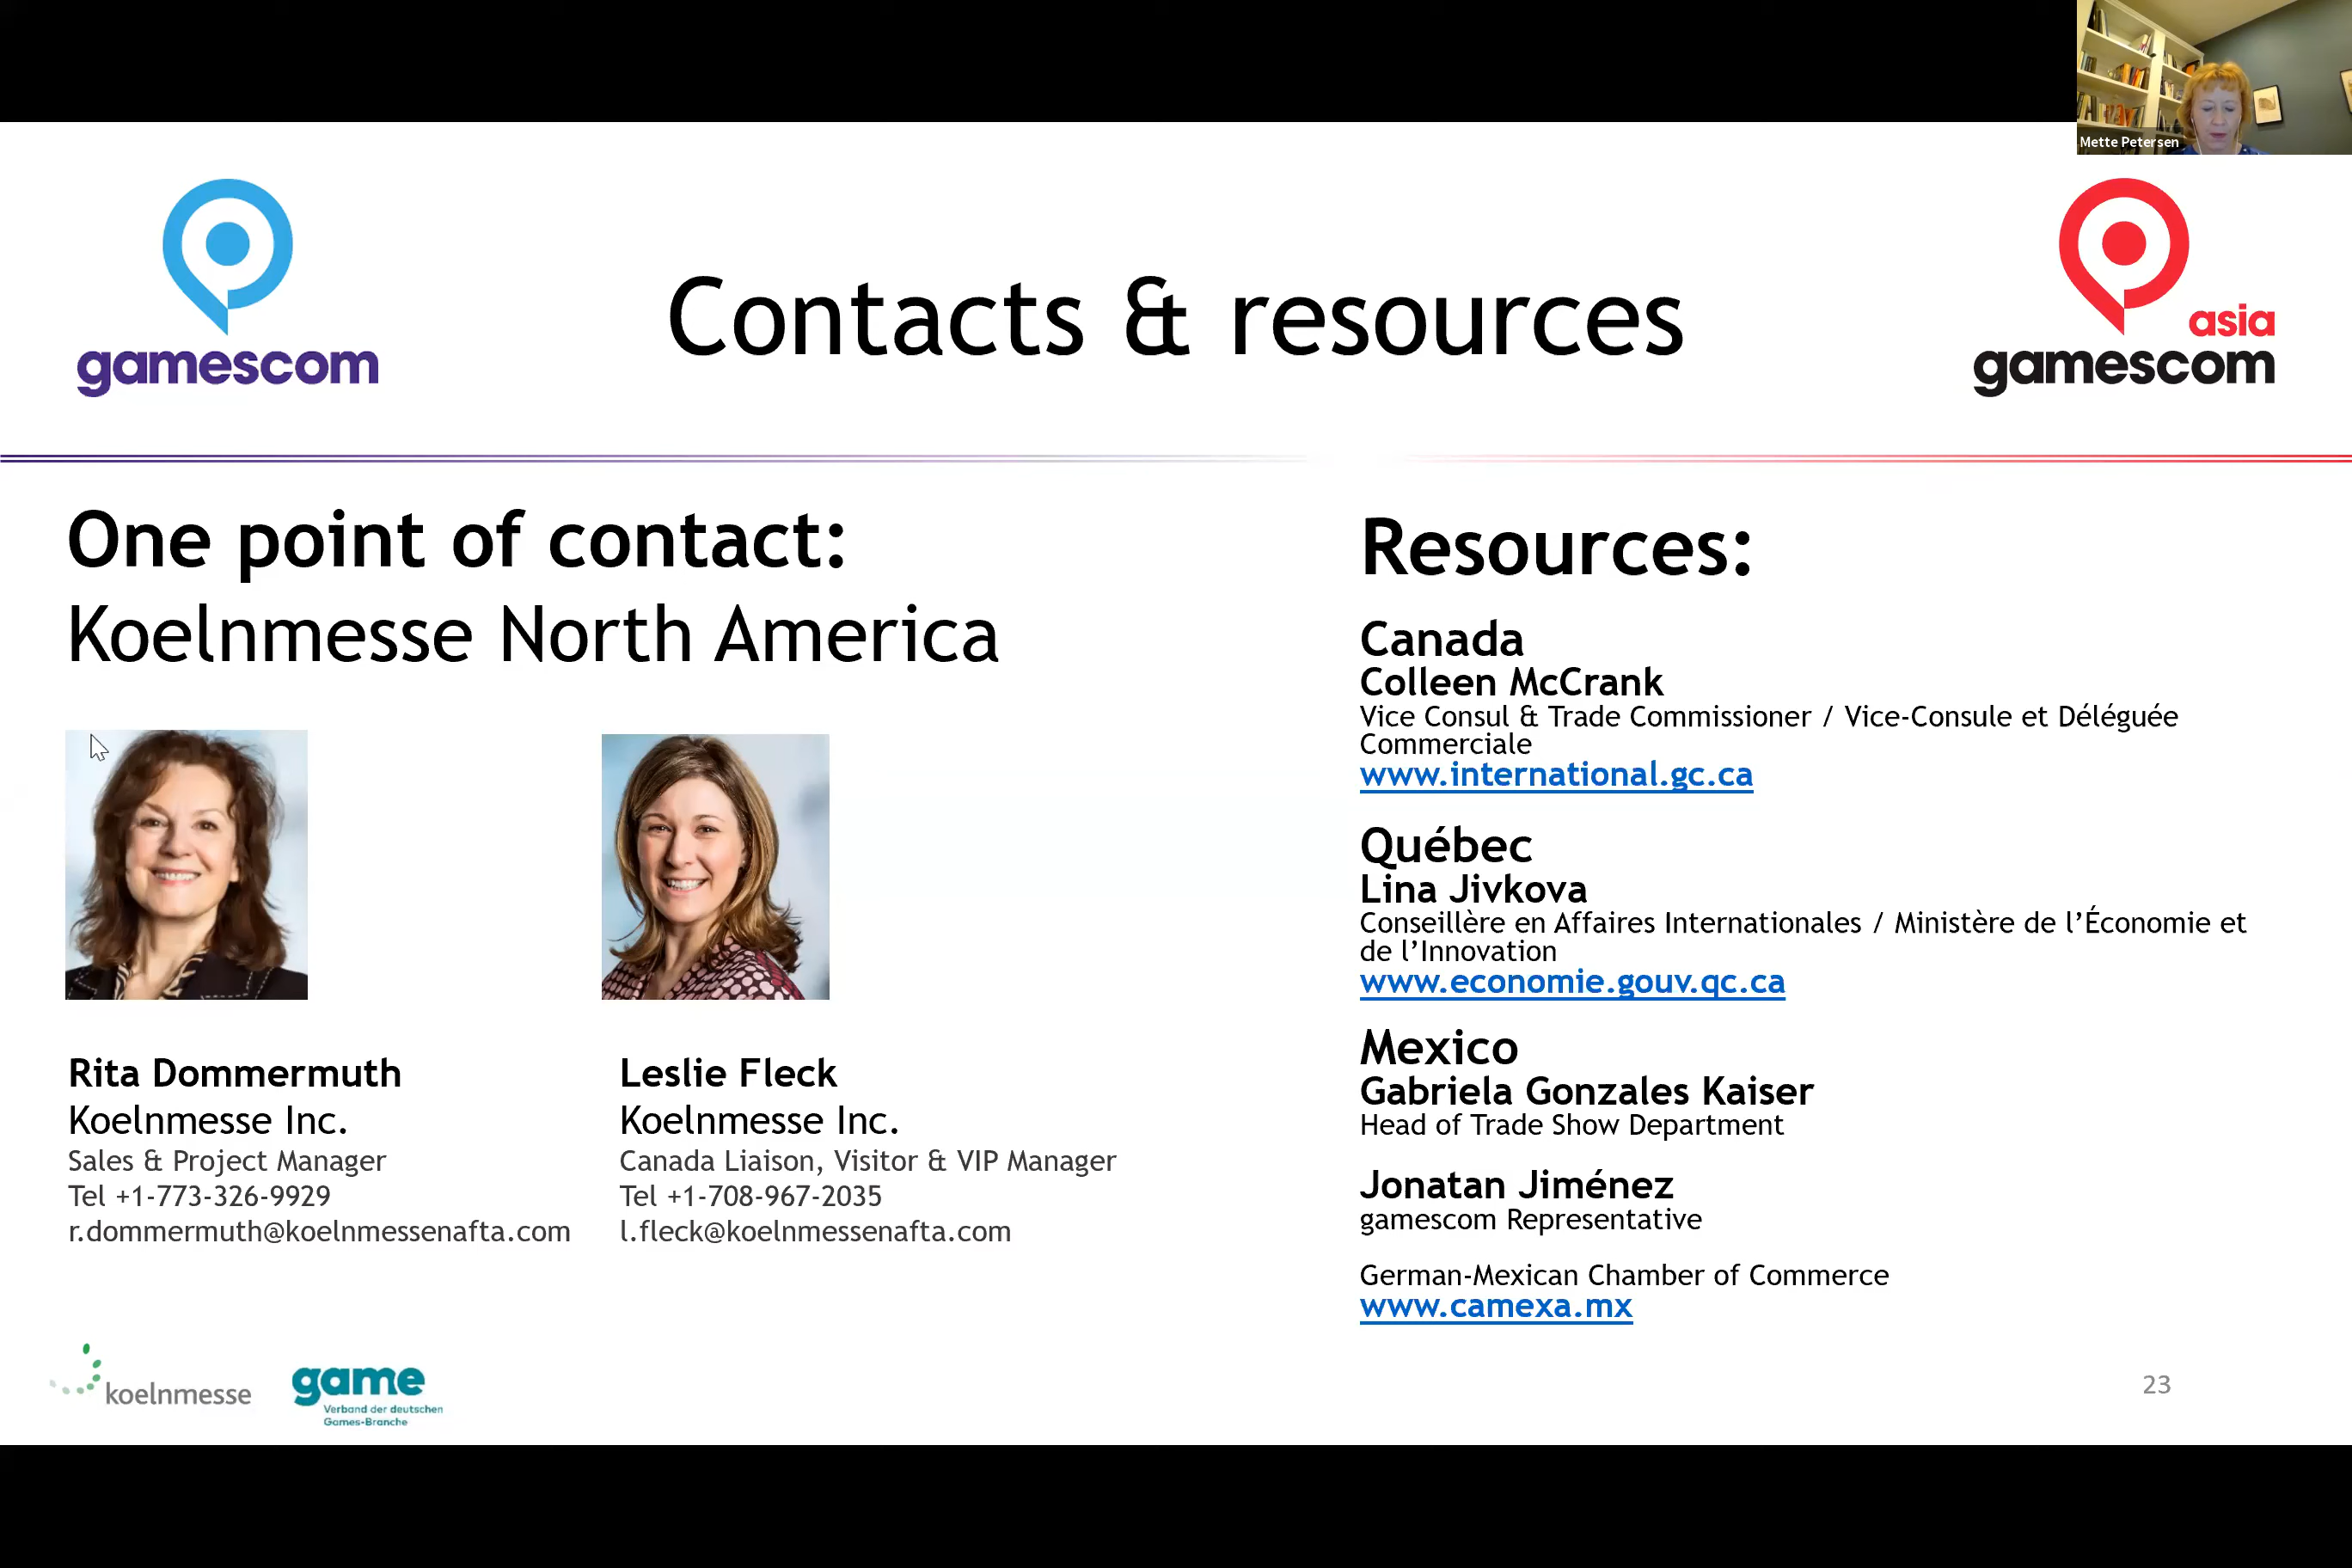 Mette Petersen
gamescom
Contacts & resources
asia
gamescom
One point of contact:
Koelnmesse North America
Rita Dommermuth
Koelnmesse Inc.
Sales & Project Manager
Tel +1-773-326-9929
r.dommermuth@koelnmessenafta.com
Leslie Fleck
Koelnmesse Inc.
Canada Liaison, Visitor & VIP Manager
Tel +1-708-967-2035
l.fleck@koelnmessenafta.com
Resources:
Canada
Colleen McCrank
Vice Consul & Trade Commissioner / Vice-Consule et Déléguée
Commerciale
www.international.gc.ca
Québec
Lina Jivkova
Conseillère en Affaires Internationales / Ministère de l’Économie et
de l’Innovation
www.economie.gouv.qc.ca
Mexico
Gabriela Gonzales Kaiser
Head of Trade Show Department
Jonatan Jiménez
gamescom Representative
German-Mexican Chamber of Commerce
www.camexa.mx
koelnmesse
game
Verband der deutschen
Games-Branche
23